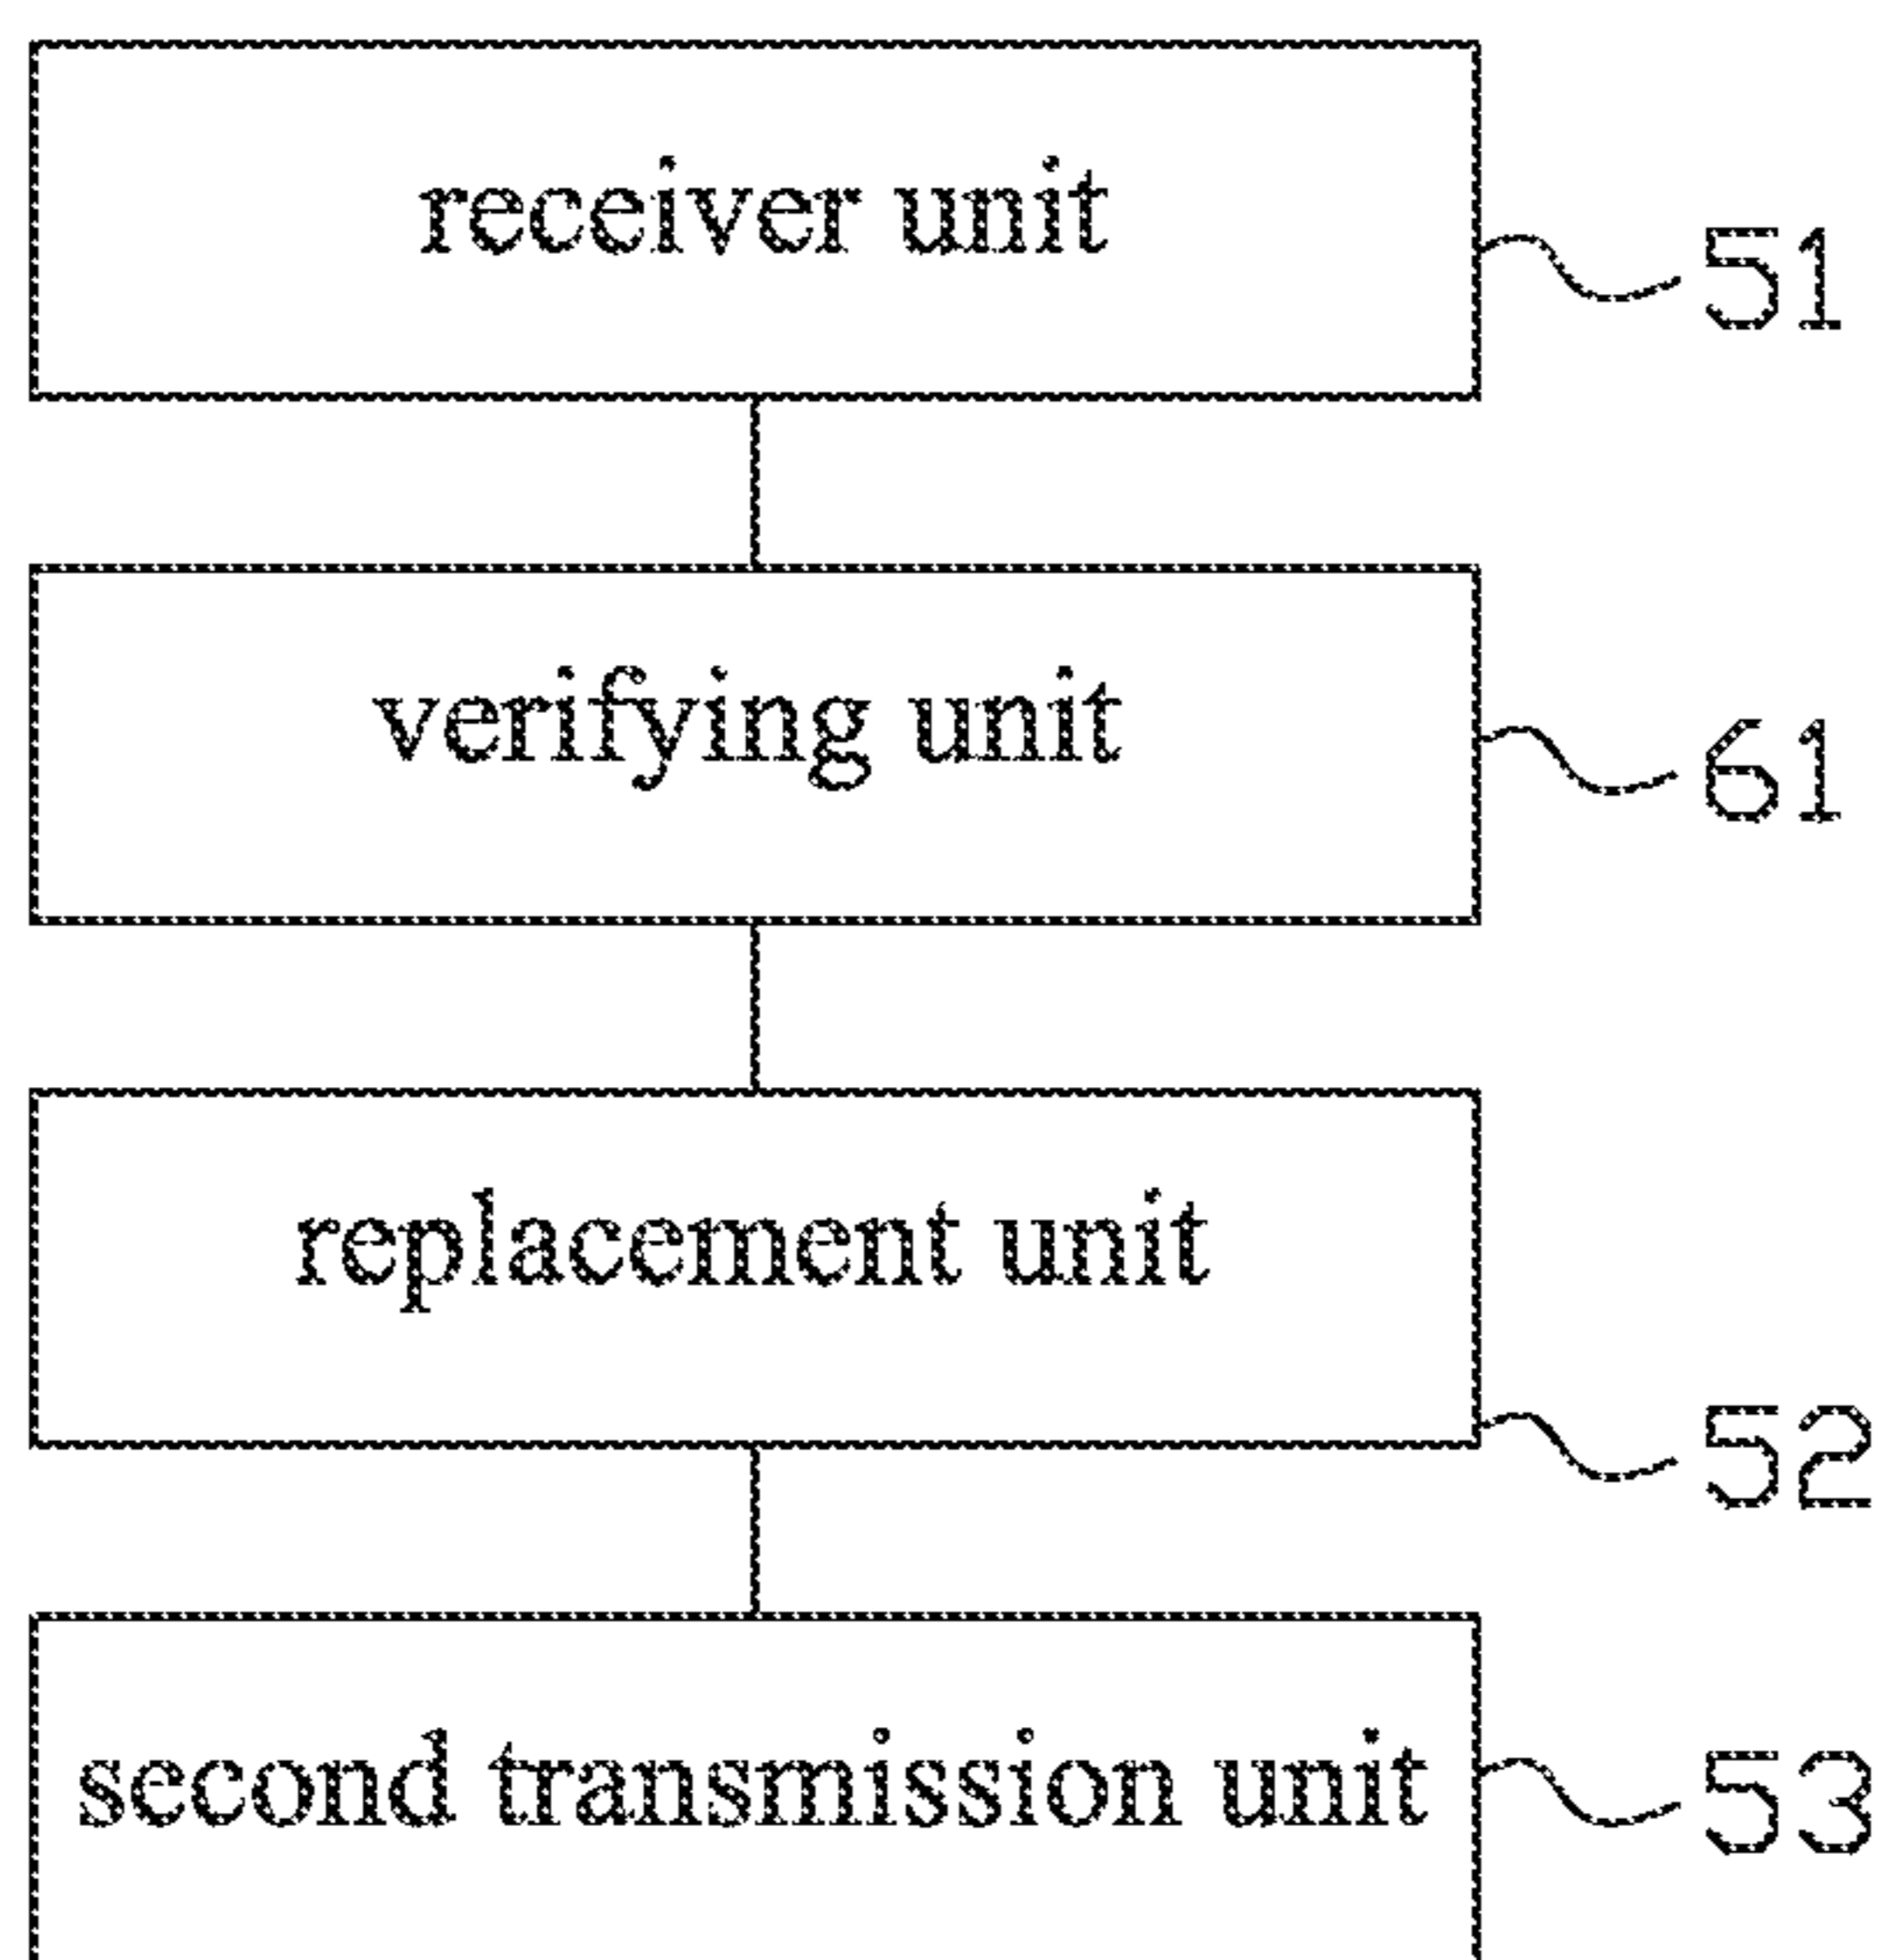 receiver unit
51
verifying unit
61
replacement unit
52
second transmission unit
53